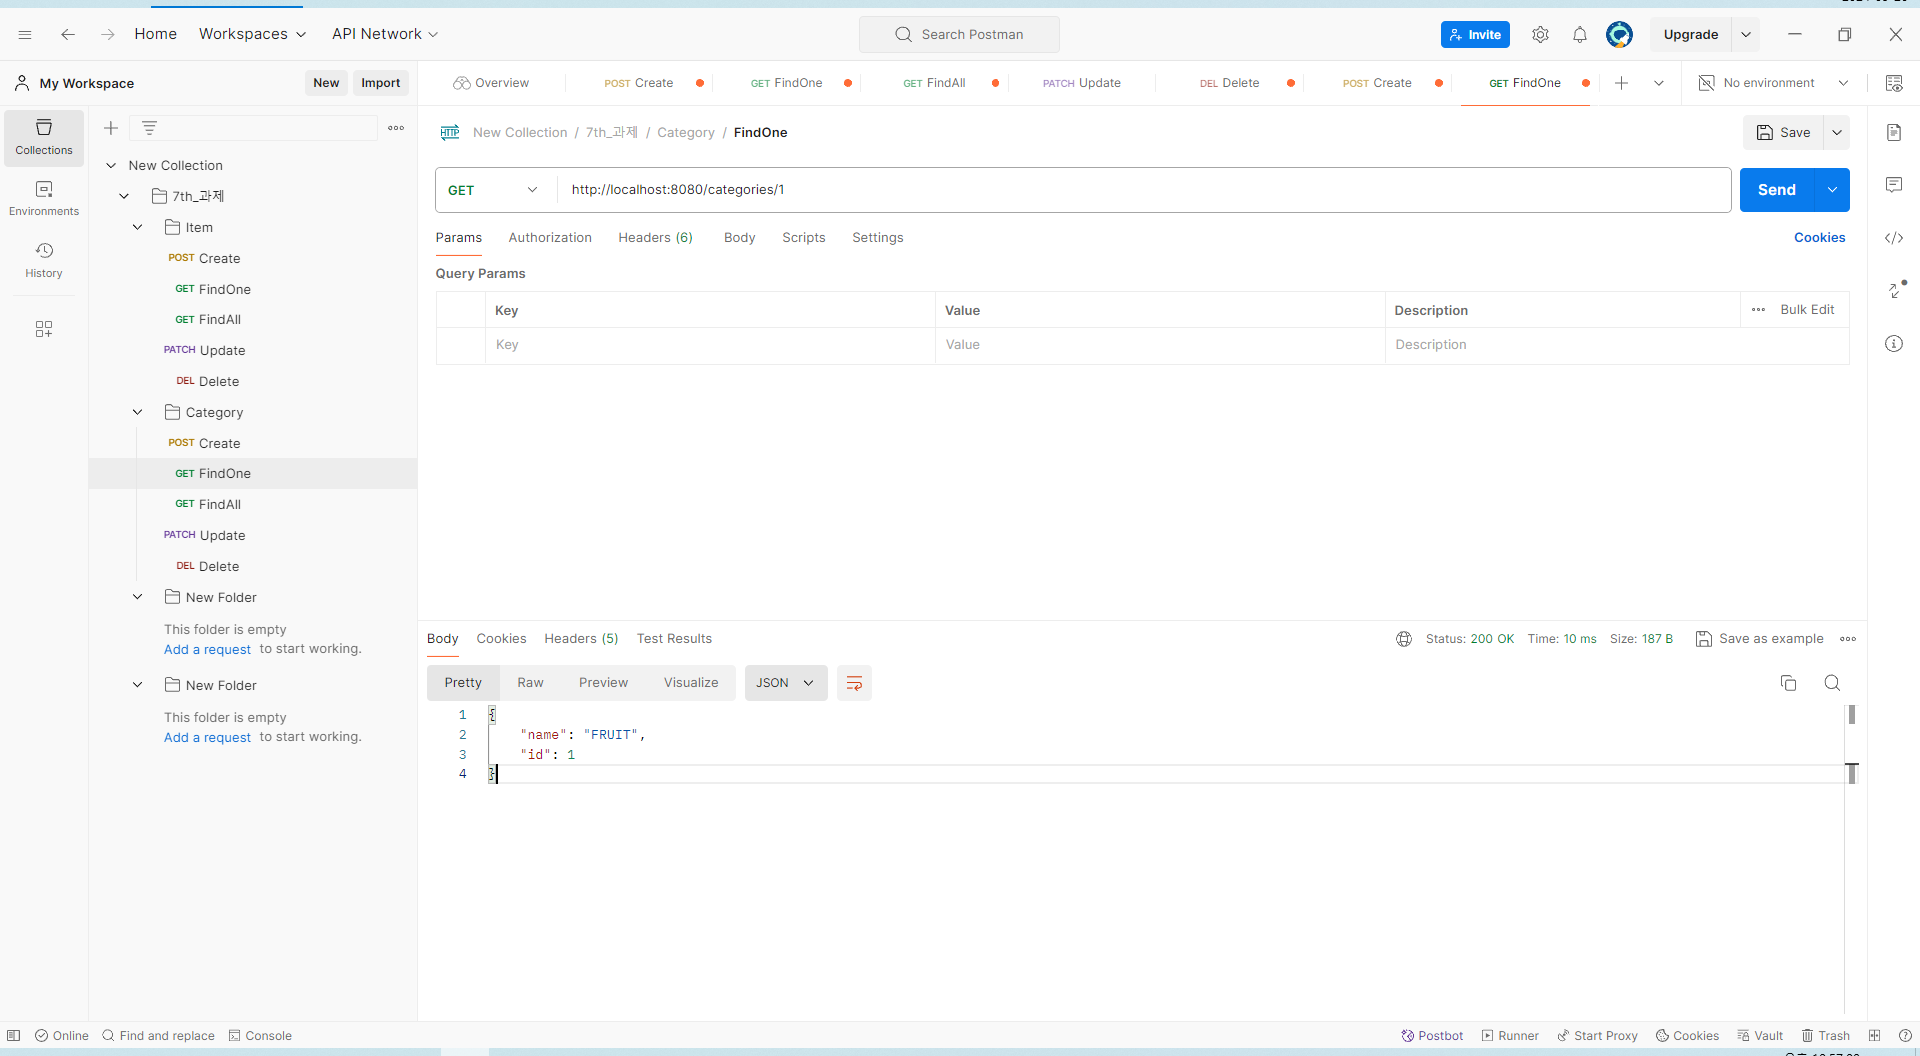 Home Workspaces API Network Search Postman Invite Upgrade
My Workspace New Import Overview POST Create GET FindOne GET FindAll PATCH Update DEL Delete POST Create GET FindOne No environment
Collections
Environments
History
New Collection
7th_과제
Item
POST Create
GET FindOne
GET FindAll
PATCH Update
DEL Delete
Category
POST Create
GET FindOne
GET FindAll
PATCH Update
DEL Delete
New Folder
This folder is empty
Add a request to start working.
New Folder
This folder is empty
Add a request to start working.
HTTP New Collection / 7th_과제 / Category / FindOne Save
GET http://localhost:8080/categories/1 Send
Params Authorization Headers (6) Body Scripts Settings Cookies
Query Params
Key Value Description Bulk Edit
Key Value Description
Body Cookies Headers (5) Test Results Status: 200 OK Time: 10 ms Size: 187 B Save as example
Pretty Raw Preview Visualize JSON
1 {
2 "name": "FRUIT",
3 "id": 1
4 }
Online Find and replace Console Postbot Runner Start Proxy Cookies Vault Trash